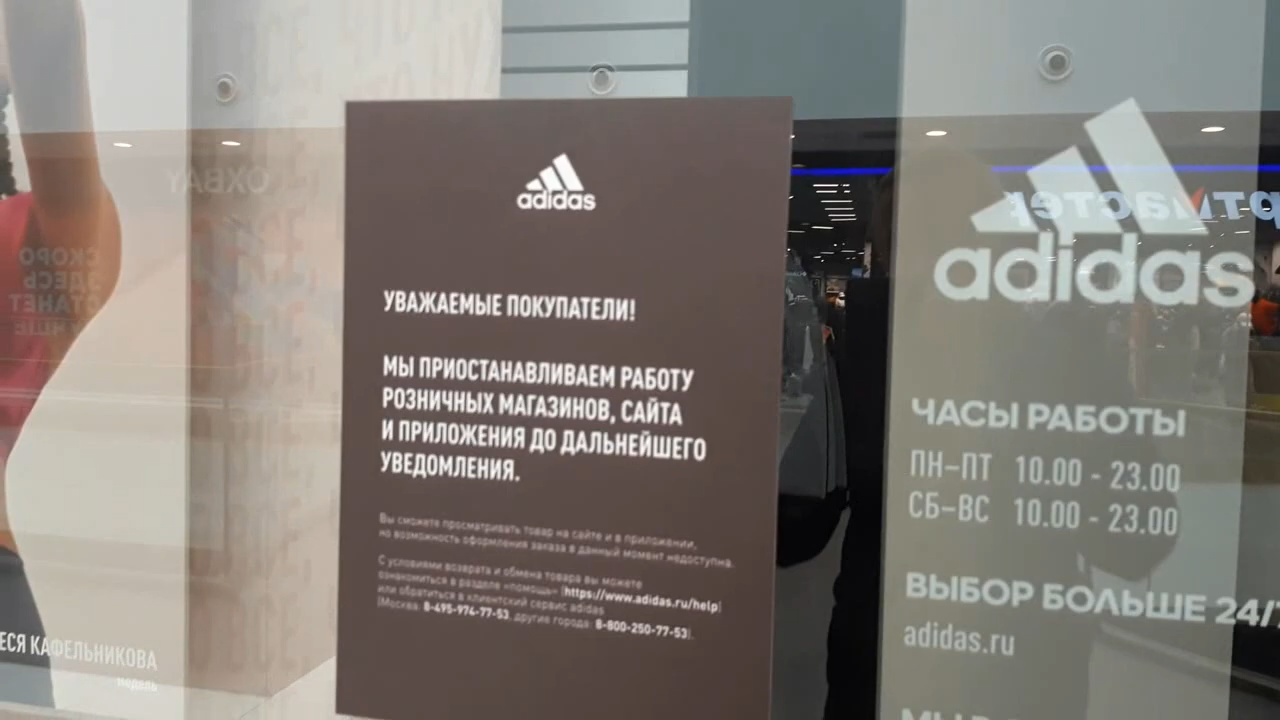 adidas
УВАЖАЕМЫЕ ПОКУПАТЕЛИ!
МЫ ПРИОСТАНАВЛИВАЕМ РАБОТУ
РОЗНИЧНЫХ МАГАЗИНОВ, САЙТА
И ПРИЛОЖЕНИЯ ДО ДАЛЬНЕЙШЕГО
УВЕДОМЛЕНИЯ.
Вы сможете просматривать товар на сайте и в приложении,
но возможность оформления заказа в данный момент недоступна.
С условиями возврата и обмена товара вы можете
ознакомиться в разделе «помощь» (https://www.adidas.ru/help)
или обратиться в клиентский сервис adidas
(Москва: 8-495-974-77-53, другие города: 8-800-250-77-53).
adidas
ЧАСЫ РАБОТЫ
ПН–ПТ 10.00 - 23.00
СБ–ВС 10.00 - 23.00
ВЫБОР БОЛЬШЕ 24/
adidas.ru
ЕСЯ КАФЕЛЬНИКОВА
модель
СКОРО
ЗДЕСЬ
СТАНЕТ
ЛУЧШЕ
OXBAY